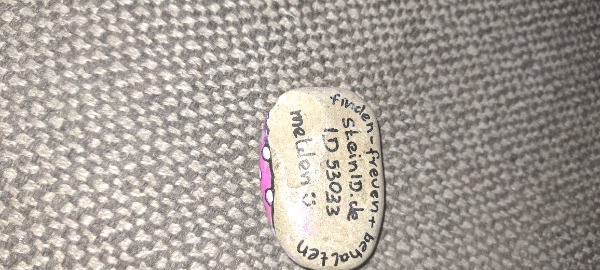 finden-freuen+behalten
SteinID.de
ID 53033
melden :)